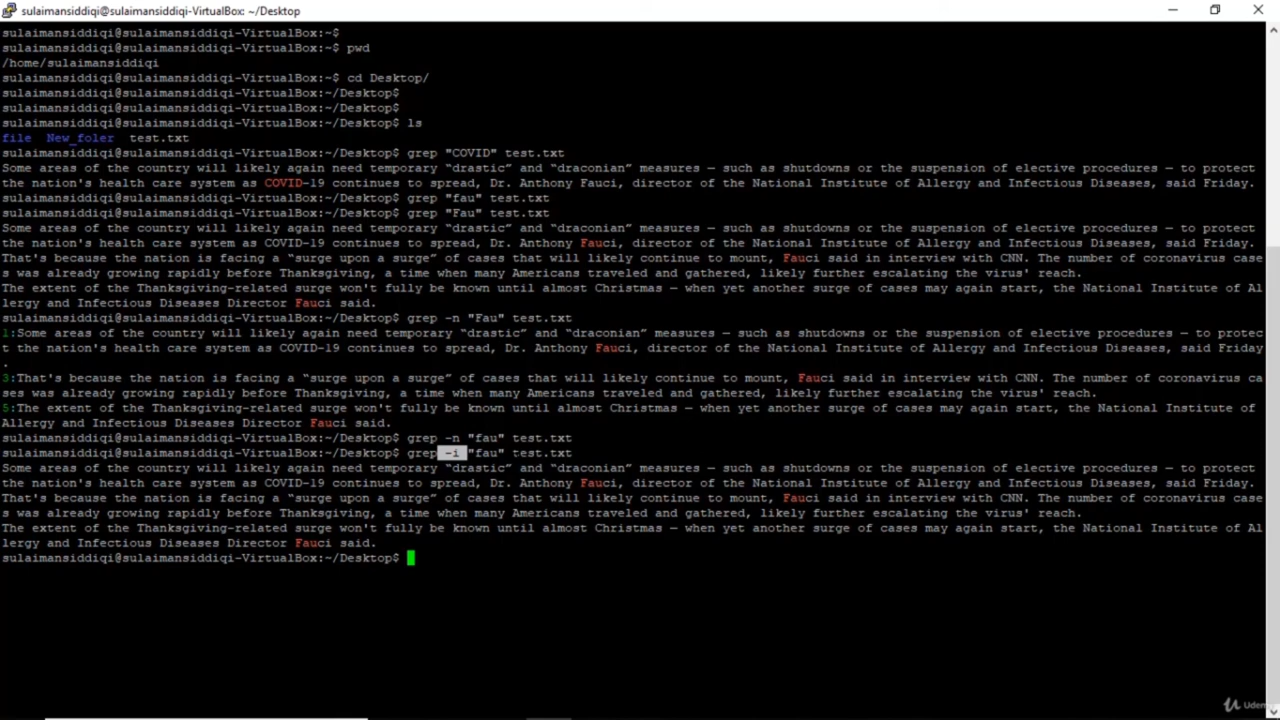 sulaimansiddiqi@sulaimansiddiqi-VirtualBox: ~/Desktop
sulaimansiddiqi@sulaimansiddiqi-VirtualBox:~$
sulaimansiddiqi@sulaimansiddiqi-VirtualBox:~$ pwd
/home/sulaimansiddiqi
sulaimansiddiqi@sulaimansiddiqi-VirtualBox:~$ cd Desktop/
sulaimansiddiqi@sulaimansiddiqi-VirtualBox:~/Desktop$
sulaimansiddiqi@sulaimansiddiqi-VirtualBox:~/Desktop$
sulaimansiddiqi@sulaimansiddiqi-VirtualBox:~/Desktop$ ls
file  New_foler  test.txt
sulaimansiddiqi@sulaimansiddiqi-VirtualBox:~/Desktop$ grep "COVID" test.txt
Some areas of the country will likely again need temporary “drastic” and “draconian” measures — such as shutdowns or the suspension of elective procedures — to protect
the nation's health care system as COVID-19 continues to spread, Dr. Anthony Fauci, director of the National Institute of Allergy and Infectious Diseases, said Friday.
sulaimansiddiqi@sulaimansiddiqi-VirtualBox:~/Desktop$ grep "fau" test.txt
sulaimansiddiqi@sulaimansiddiqi-VirtualBox:~/Desktop$ grep "Fau" test.txt
Some areas of the country will likely again need temporary “drastic” and “draconian” measures — such as shutdowns or the suspension of elective procedures — to protect
the nation's health care system as COVID-19 continues to spread, Dr. Anthony Fauci, director of the National Institute of Allergy and Infectious Diseases, said Friday.
That's because the nation is facing a “surge upon a surge” of cases that will likely continue to mount, Fauci said in interview with CNN. The number of coronavirus case
s was already growing rapidly before Thanksgiving, a time when many Americans traveled and gathered, likely further escalating the virus' reach.
The extent of the Thanksgiving-related surge won't fully be known until almost Christmas — when yet another surge of cases may again start, the National Institute of Al
lergy and Infectious Diseases Director Fauci said.
sulaimansiddiqi@sulaimansiddiqi-VirtualBox:~/Desktop$ grep -n "Fau" test.txt
1:Some areas of the country will likely again need temporary “drastic” and “draconian” measures — such as shutdowns or the suspension of elective procedures — to protec
t the nation's health care system as COVID-19 continues to spread, Dr. Anthony Fauci, director of the National Institute of Allergy and Infectious Diseases, said Friday
.
3:That's because the nation is facing a “surge upon a surge” of cases that will likely continue to mount, Fauci said in interview with CNN. The number of coronavirus ca
ses was already growing rapidly before Thanksgiving, a time when many Americans traveled and gathered, likely further escalating the virus' reach.
5:The extent of the Thanksgiving-related surge won't fully be known until almost Christmas — when yet another surge of cases may again start, the National Institute of
Allergy and Infectious Diseases Director Fauci said.
sulaimansiddiqi@sulaimansiddiqi-VirtualBox:~/Desktop$ grep -n "fau" test.txt
sulaimansiddiqi@sulaimansiddiqi-VirtualBox:~/Desktop$ grep -i "fau" test.txt
Some areas of the country will likely again need temporary “drastic” and “draconian” measures — such as shutdowns or the suspension of elective procedures — to protect
the nation's health care system as COVID-19 continues to spread, Dr. Anthony Fauci, director of the National Institute of Allergy and Infectious Diseases, said Friday.
That's because the nation is facing a “surge upon a surge” of cases that will likely continue to mount, Fauci said in interview with CNN. The number of coronavirus case
s was already growing rapidly before Thanksgiving, a time when many Americans traveled and gathered, likely further escalating the virus' reach.
The extent of the Thanksgiving-related surge won't fully be known until almost Christmas — when yet another surge of cases may again start, the National Institute of Al
lergy and Infectious Diseases Director Fauci said.
sulaimansiddiqi@sulaimansiddiqi-VirtualBox:~/Desktop$